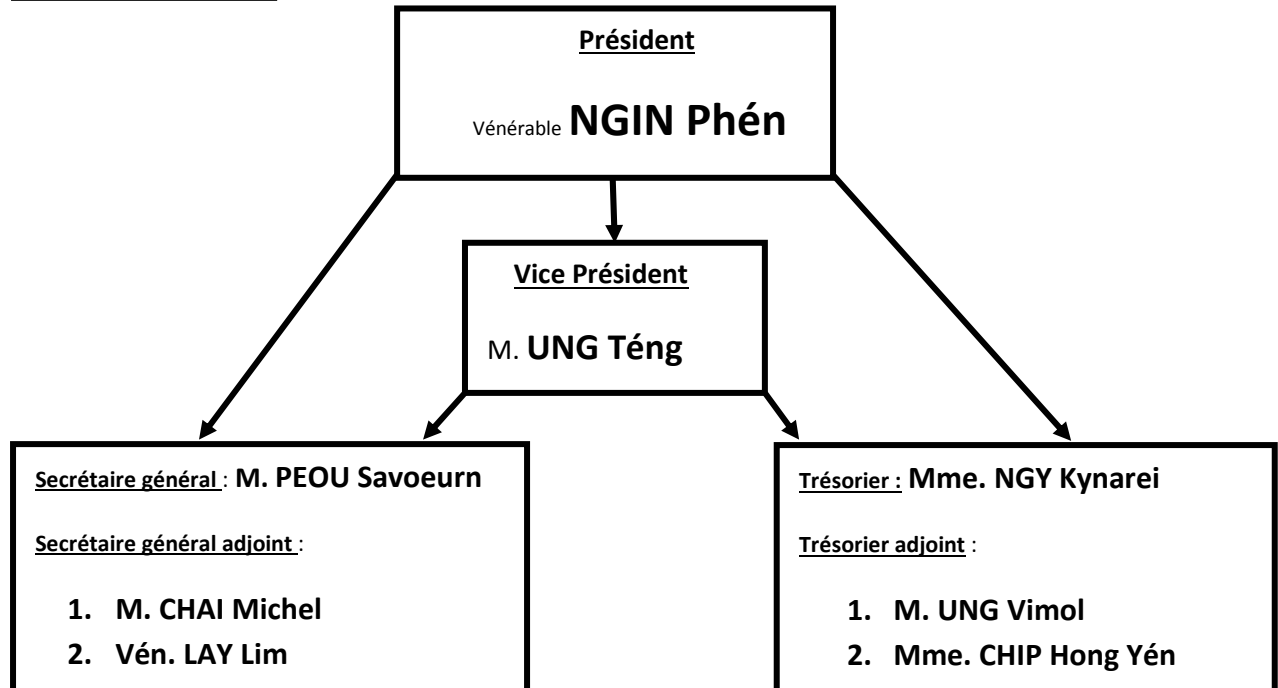 Président
Vénérable NGIN Phén
Vice Président
M. UNG Téng
Secrétaire général : M. PEOU Savoeurn
Secrétaire général adjoint :
1. M. CHAI Michel
2. Vén. LAY Lim
Trésorier : Mme. NGY Kynarei
Trésorier adjoint :
1. M. UNG Vimol
2. Mme. CHIP Hong Yén